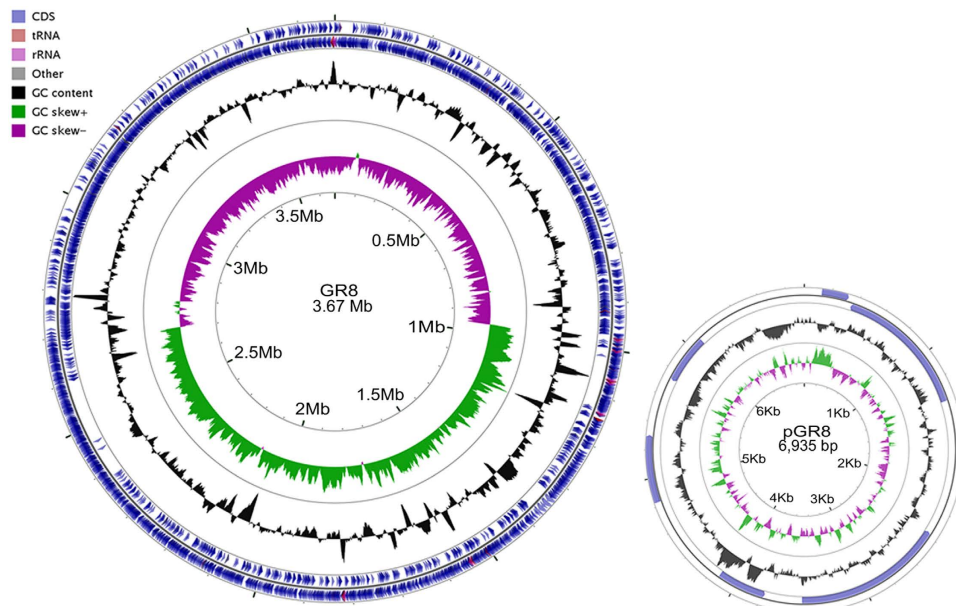 CDS
tRNA
rRNA
Other
GC content
GC skew+
GC skew-
3.5Mb
0.5Mb
3Mb
GR8
3.67 Mb
1Mb
2.5Mb
1.5Mb
2Mb
6Kb
1Kb
pGR8
6,935 bp
5Kb
2Kb
4Kb
3Kb